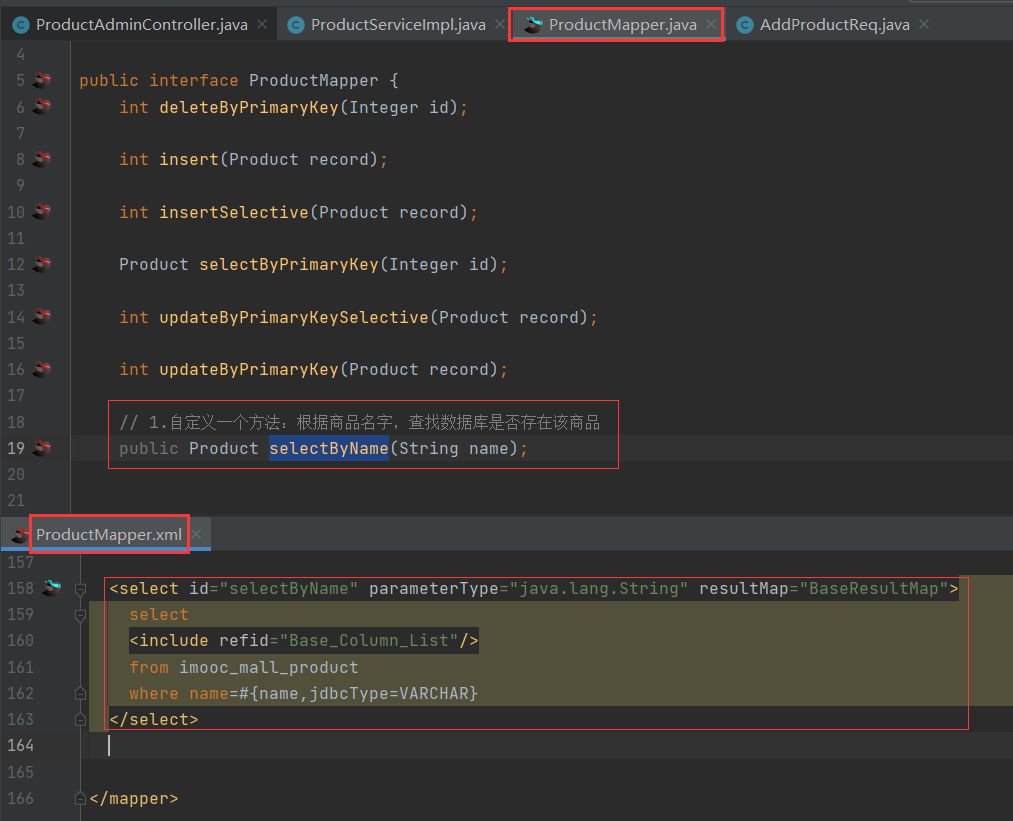 ProductAdminController.java ProductServiceImpl.java ProductMapper.java AddProductReq.java
4
5 public interface ProductMapper {
6 int deleteByPrimaryKey(Integer id);
7
8 int insert(Product record);
9
10 int insertSelective(Product record);
11
12 Product selectByPrimaryKey(Integer id);
13
14 int updateByPrimaryKeySelective(Product record);
15
16 int updateByPrimaryKey(Product record);
17
18 // 1.自定义一个方法：根据商品名字，查找数据库是否存在该商品
19 public Product selectByName(String name);
20
21
ProductMapper.xml
157
158 <select id="selectByName" parameterType="java.lang.String" resultMap="BaseResultMap">
159 select
160 <include refid="Base_Column_List"/>
161 from imooc_mall_product
162 where name=#{name,jdbcType=VARCHAR}
163 </select>
164
165
166 </mapper>